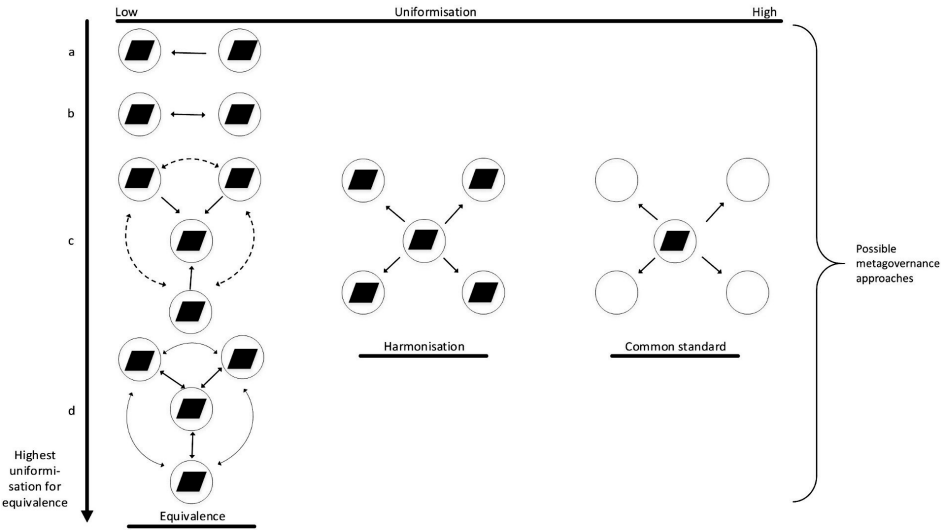 Low Uniformisation High
a
b
c
d
Possible
metagovernance
approaches
Harmonisation
Common standard
Highest
uniformi-
sation for
equivalence
Equivalence